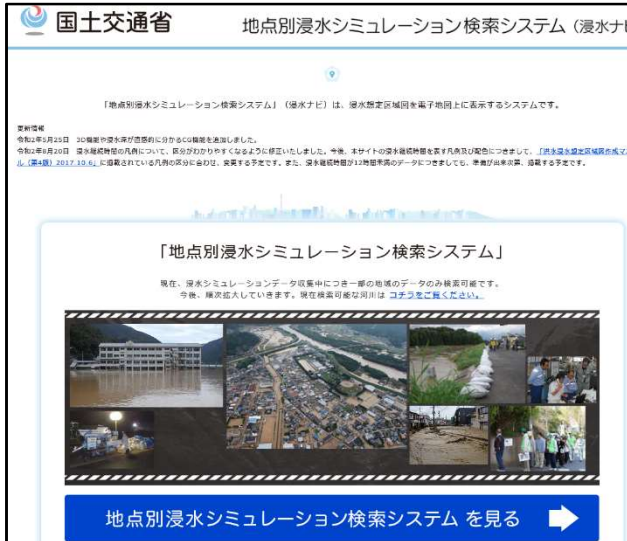 国土交通省
地点別浸水シミュレーション検索システム（浸水ナビ
「地点別浸水シミュレーション検索システム」（浸水ナビ）は、浸水想定区域図を電子地図上に表示するシステムです。
更新情報
令和2年5月25日 3D機能や浸水深が直感的に分かるCG機能を追加しました。
令和2年8月20日 浸水継続時間の凡例について、区分がわかりやすくなるように修正いたしました。今後、本サイトの浸水継続時間を表す凡例及び配色につきまして、「洪水浸水想定区域図作成マ
ル（第4版）2017.10.6」に掲載されている凡例の区分に合わせ、変更する予定です。また、浸水継続時間が12時間未満のデータにつきましても、準備が出来次第、掲載する予定です。
「地点別浸水シミュレーション検索システム」
現在、浸水シミュレーションデータ収集中につき一部の地域のデータのみ検索可能です。
今後、順次拡大していきます。現在検索可能な河川は コチラをご覧ください。
地点別浸水シミュレーション検索システム を見る